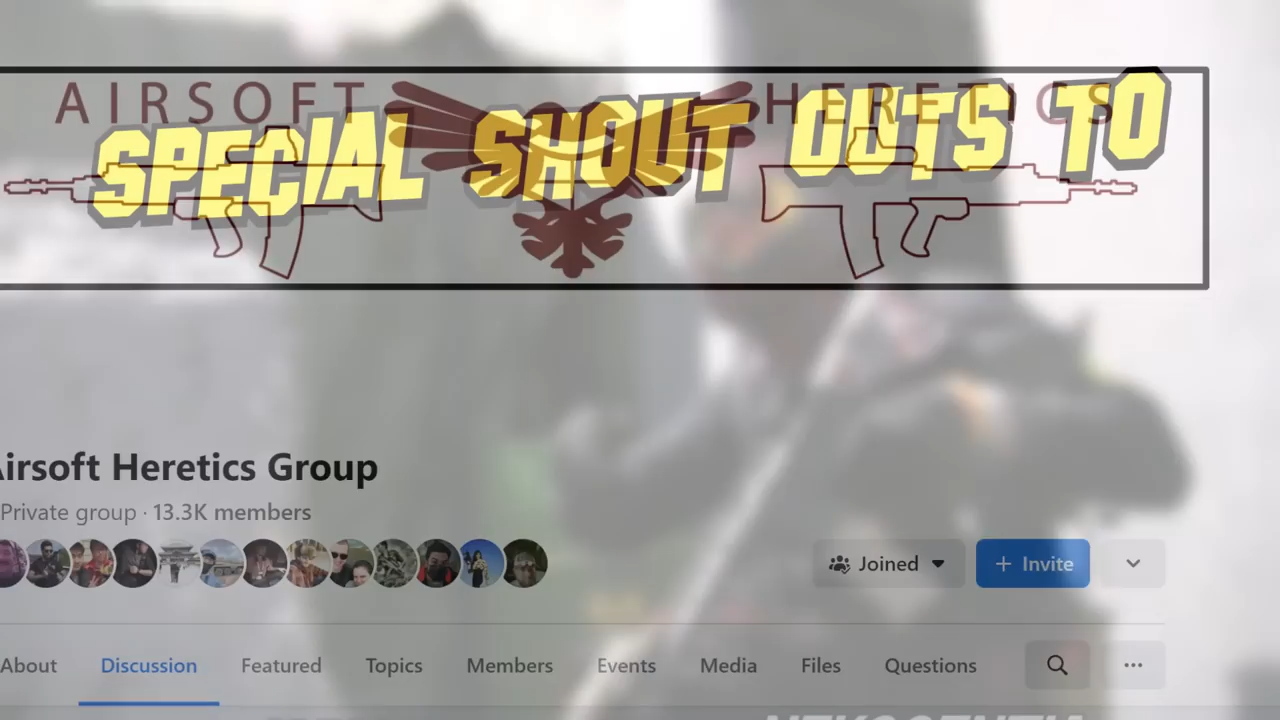 AIRSOFT HERETICS
SPECIAL SHOUT OUTS TO
Airsoft Heretics Group
Private group · 13.3K members
Joined
+ Invite
About Discussion Featured Topics Members Events Media Files Questions